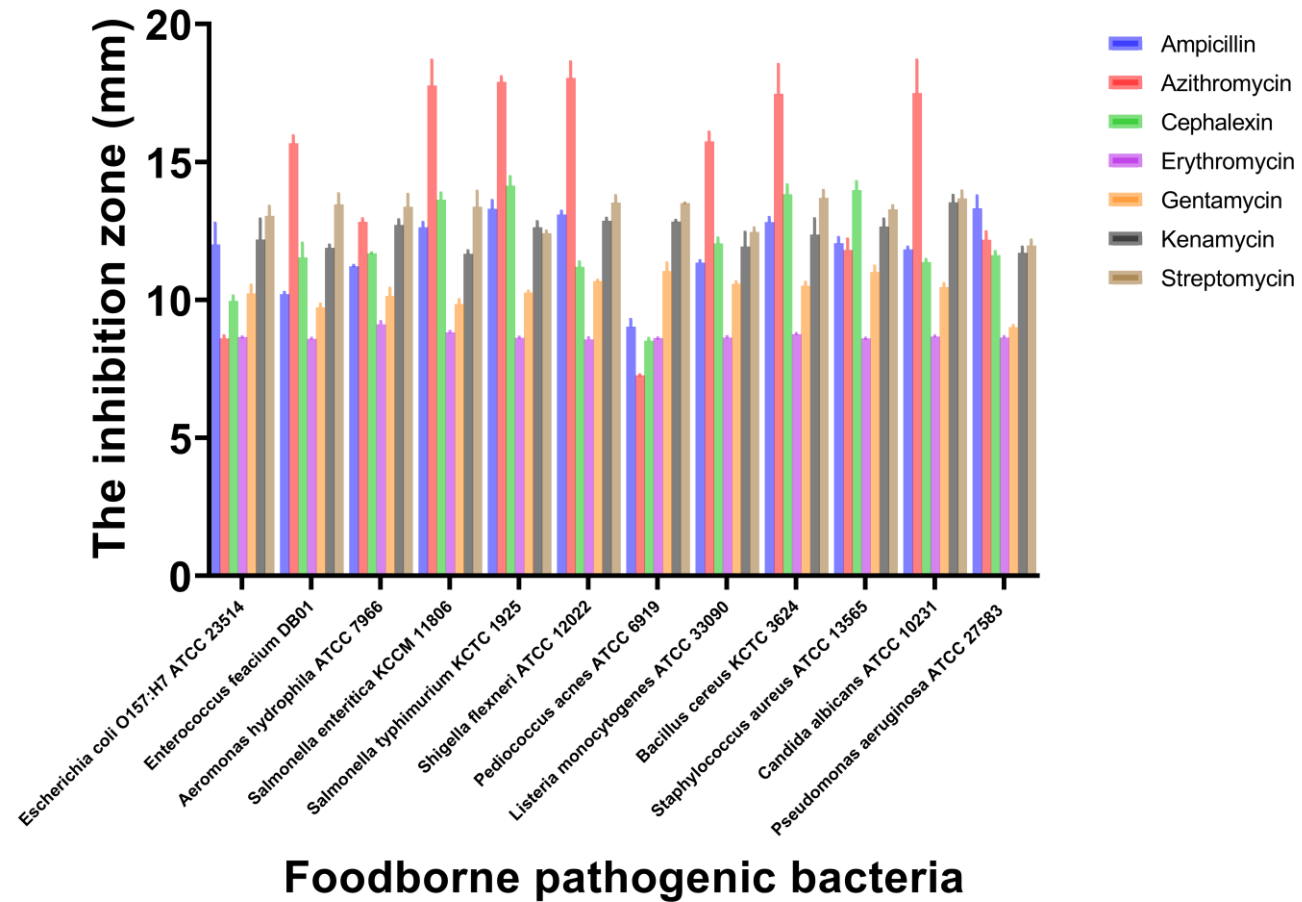 The inhibition zone (mm)
20
15
10
5
0
Ampicillin
Azithromycin
Cephalexin
Erythromycin
Gentamycin
Kenamycin
Streptomycin
Escherichia coli O157:H7 ATCC 23514
Enterococcus feacium DB01
Aeromonas hydrophila ATCC 7966
Salmonella enteritica KCCM 11806
Salmonella typhimurium KCTC 1925
Shigella flexneri ATCC 12022
Pediococcus acnes ATCC 6919
Listeria monocytogenes ATCC 33090
Bacillus cereus KCTC 3624
Staphylococcus aureus ATCC 13565
Candida albicans ATCC 10231
Pseudomonas aeruginosa ATCC 27583
Foodborne pathogenic bacteria